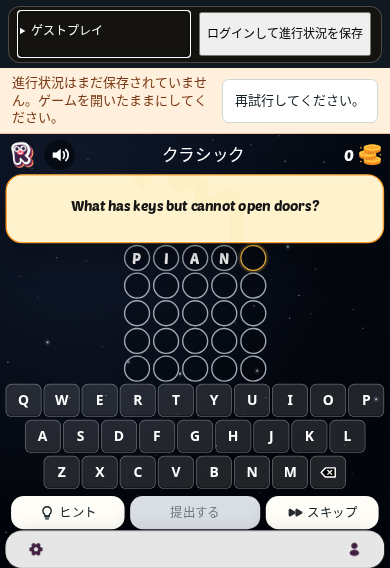 ゲストプレイ
ログインして進行状況を保存
進行状況はまだ保存されていませ
ん。ゲームを開いたままにしてく
ださい。
再試行してください。
クラシック
0
What has keys but cannot open doors?
P I A N
Q W E R T Y U I O P
A S D F G H J K L
Z X C V B N M
ヒント
提出する
スキップ